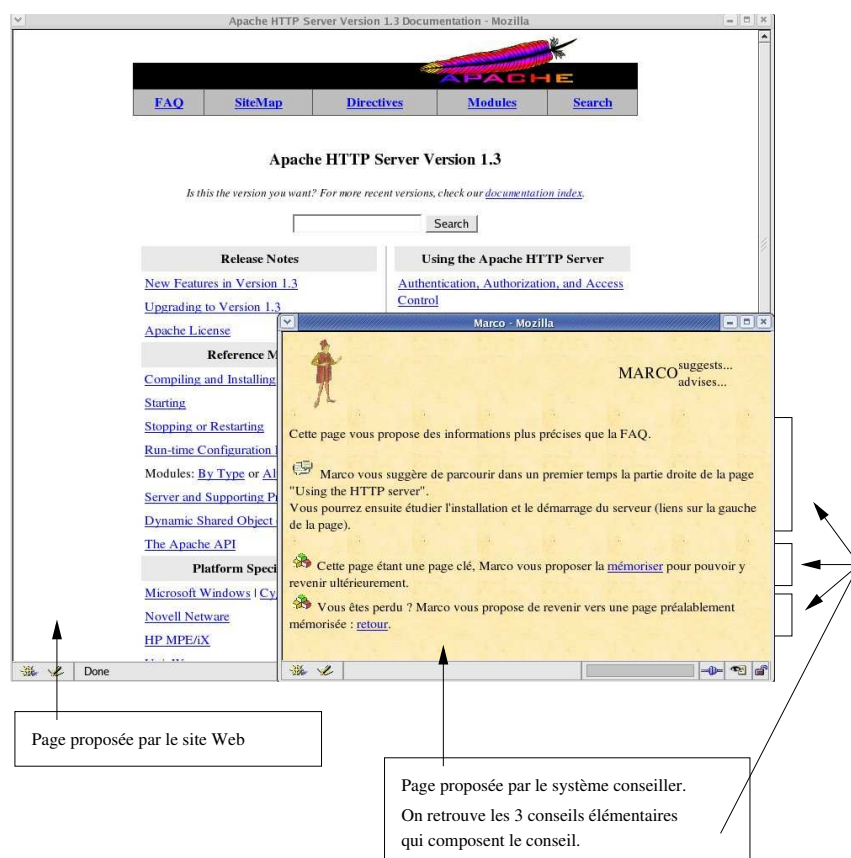 Apache HTTP Server Version 1.3 Documentation - Mozilla
APACHE
FAQ SiteMap Directives Modules Search
Apache HTTP Server Version 1.3
Is this the version you want? For more recent versions, check our documentation index.
Search
Release Notes
New Features in Version 1.3
Upgrading to Version 1.3
Apache License
Reference M
Compiling and Installing
Starting
Stopping or Restarting
Run-time Configuration
Modules: By Type or Al
Server and Supporting P
Dynamic Shared Object
The Apache API
Platform Speci
Microsoft Windows | Cy
Novell Netware
HP MPE/iX
Using the Apache HTTP Server
Authentication, Authorization, and Access
Control
Done
Marco - Mozilla
MARCO suggests...
advises...
Cette page vous propose des informations plus précises que la FAQ.
Marco vous suggère de parcourir dans un premier temps la partie droite de la page
"Using the HTTP server".
Vous pourrez ensuite étudier l'installation et le démarrage du serveur (liens sur la gauche
de la page).
Cette page étant une page clé, Marco vous proposer la mémoriser pour pouvoir y
revenir ultérieurement.
Vous êtes perdu ? Marco vous propose de revenir vers une page préalablement
mémorisée : retour.
Page proposée par le site Web
Page proposée par le système conseiller.
On retrouve les 3 conseils élémentaires
qui composent le conseil.